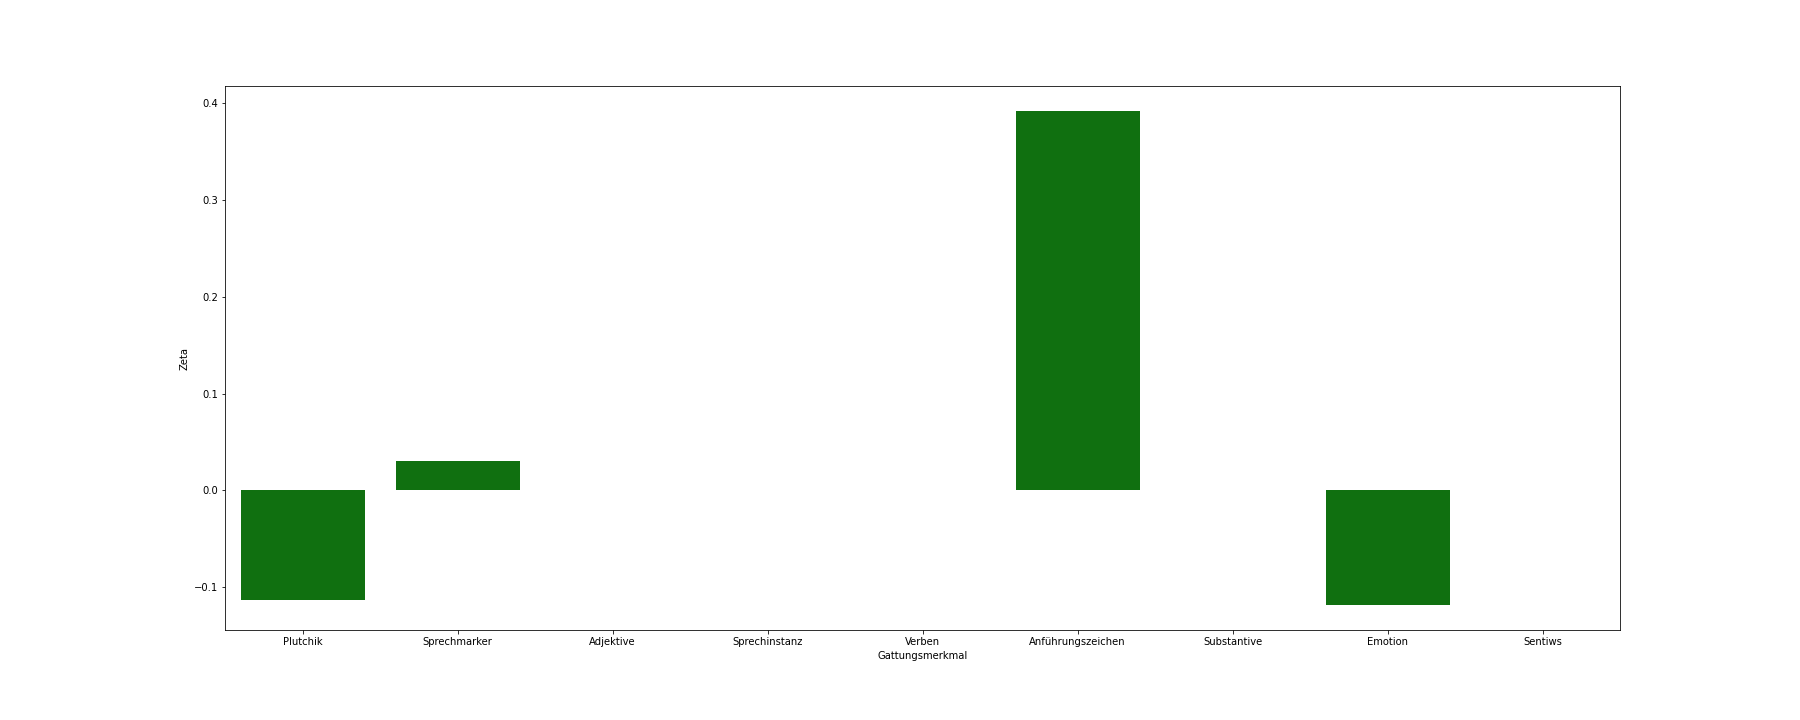 0.4
0.3
0.2
0.1
0.0
−0.1
Zeta
Plutchik Sprechmarker Adjektive Sprechinstanz Verben Anführungszeichen Substantive Emotion Sentiws
Gattungsmerkmal